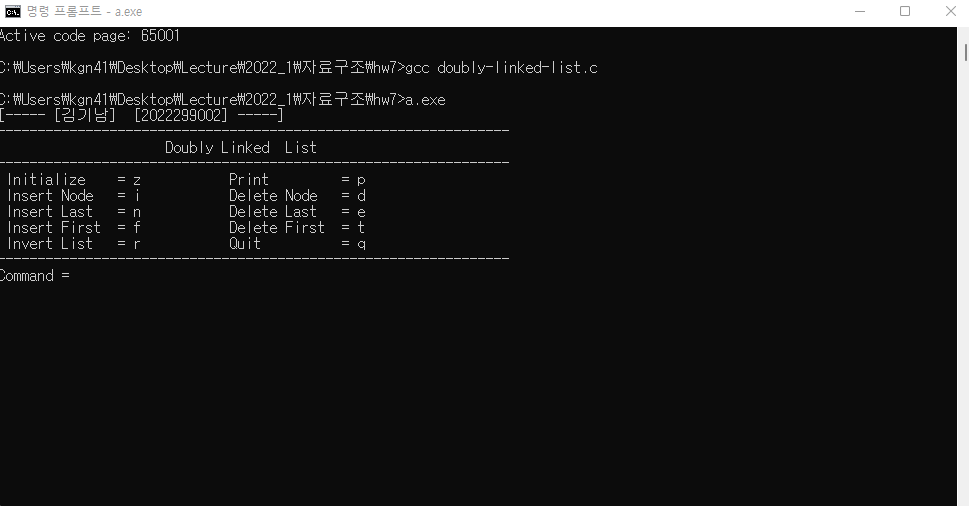 명령 프롬프트 - a.exe
Active code page: 65001
C:₩Users₩kgn41₩Desktop₩Lecture₩2022_1₩자료구조₩hw7>gcc doubly-linked-list.c
C:₩Users₩kgn41₩Desktop₩Lecture₩2022_1₩자료구조₩hw7>a.exe
[----- [김기남]  [2022299002] -----]
----------------------------------------------------------------
Doubly Linked  List
----------------------------------------------------------------
Initialize    = z           Print         = p
Insert Node   = i           Delete Node   = d
Insert Last   = n           Delete Last   = e
Insert First  = f           Delete First  = t
Invert List   = r           Quit          = q
----------------------------------------------------------------
Command =